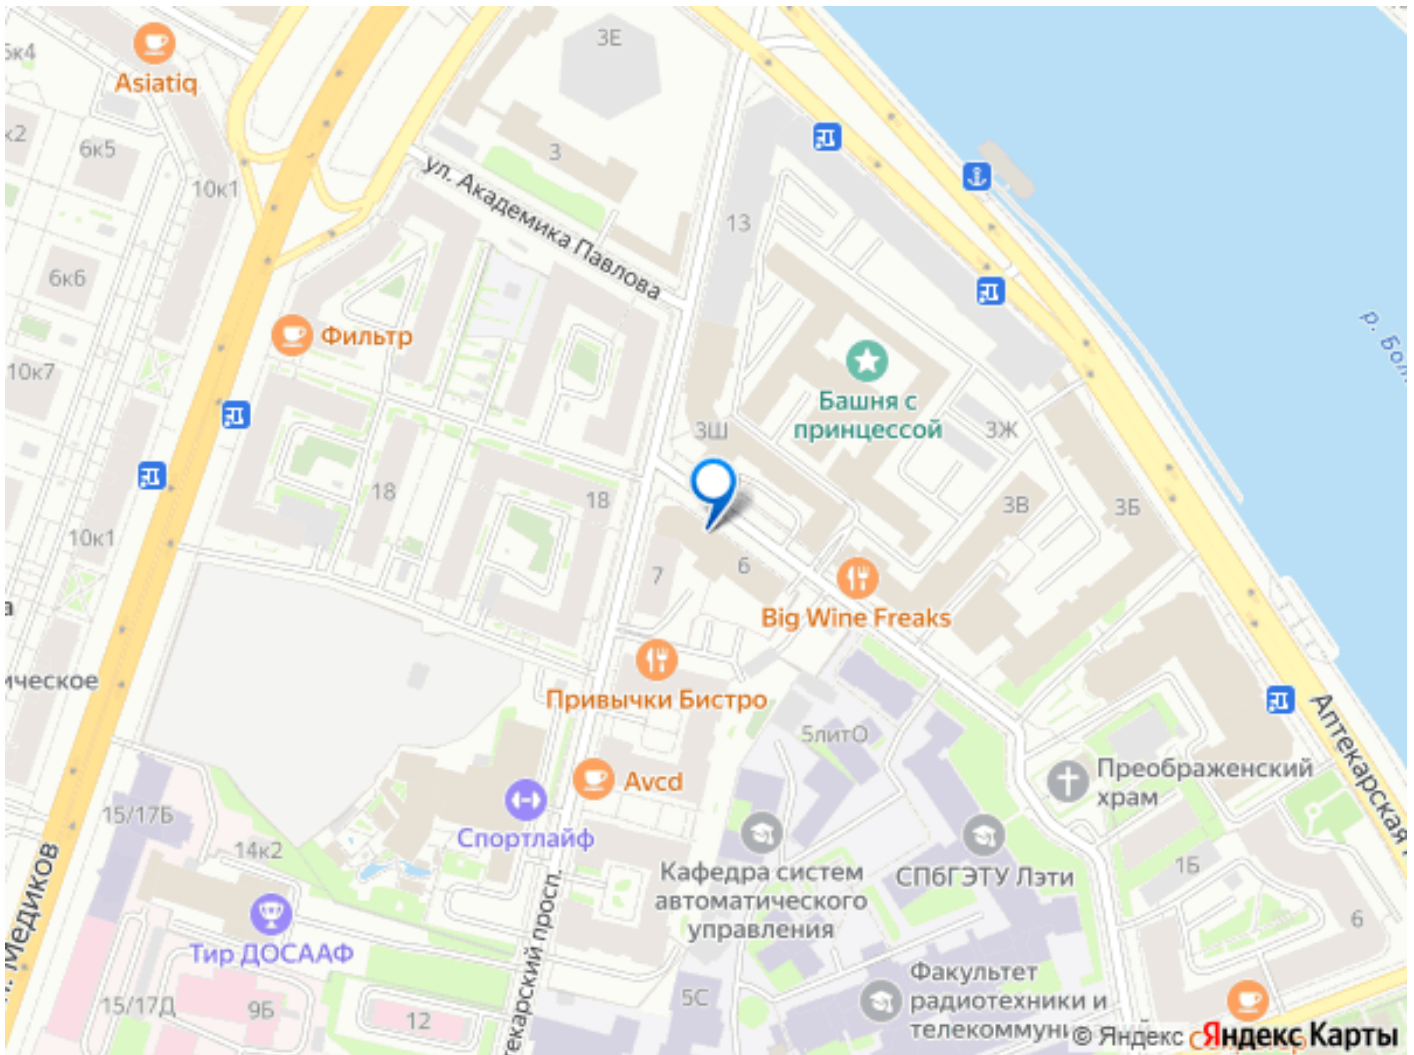 3Е
5к4
Asiatiq
к2
6к5
3
10к1
ул. Академика Павлова
13
6к6
р. Бол
Фильтр
10к7
Башня с
принцессой
3Ш
3Ж
18
18
3В
3Б
10к1
6
7
Big Wine Freaks
а
ическое
Привычки Бистро
5литО
Аптекарская
Преображенский
храм
Avcd
15/17Б
Спортлайф
14к2
Кафедра систем
автоматического
управления
СПбГЭТУ Лэти
1Б
6
Медиков
Тир ДОСААФ
текарский просп.
Факультет
радиотехники и
телекоммуни
5С
15/17Д
9Б
12
© Яндекс Яндекс Карты